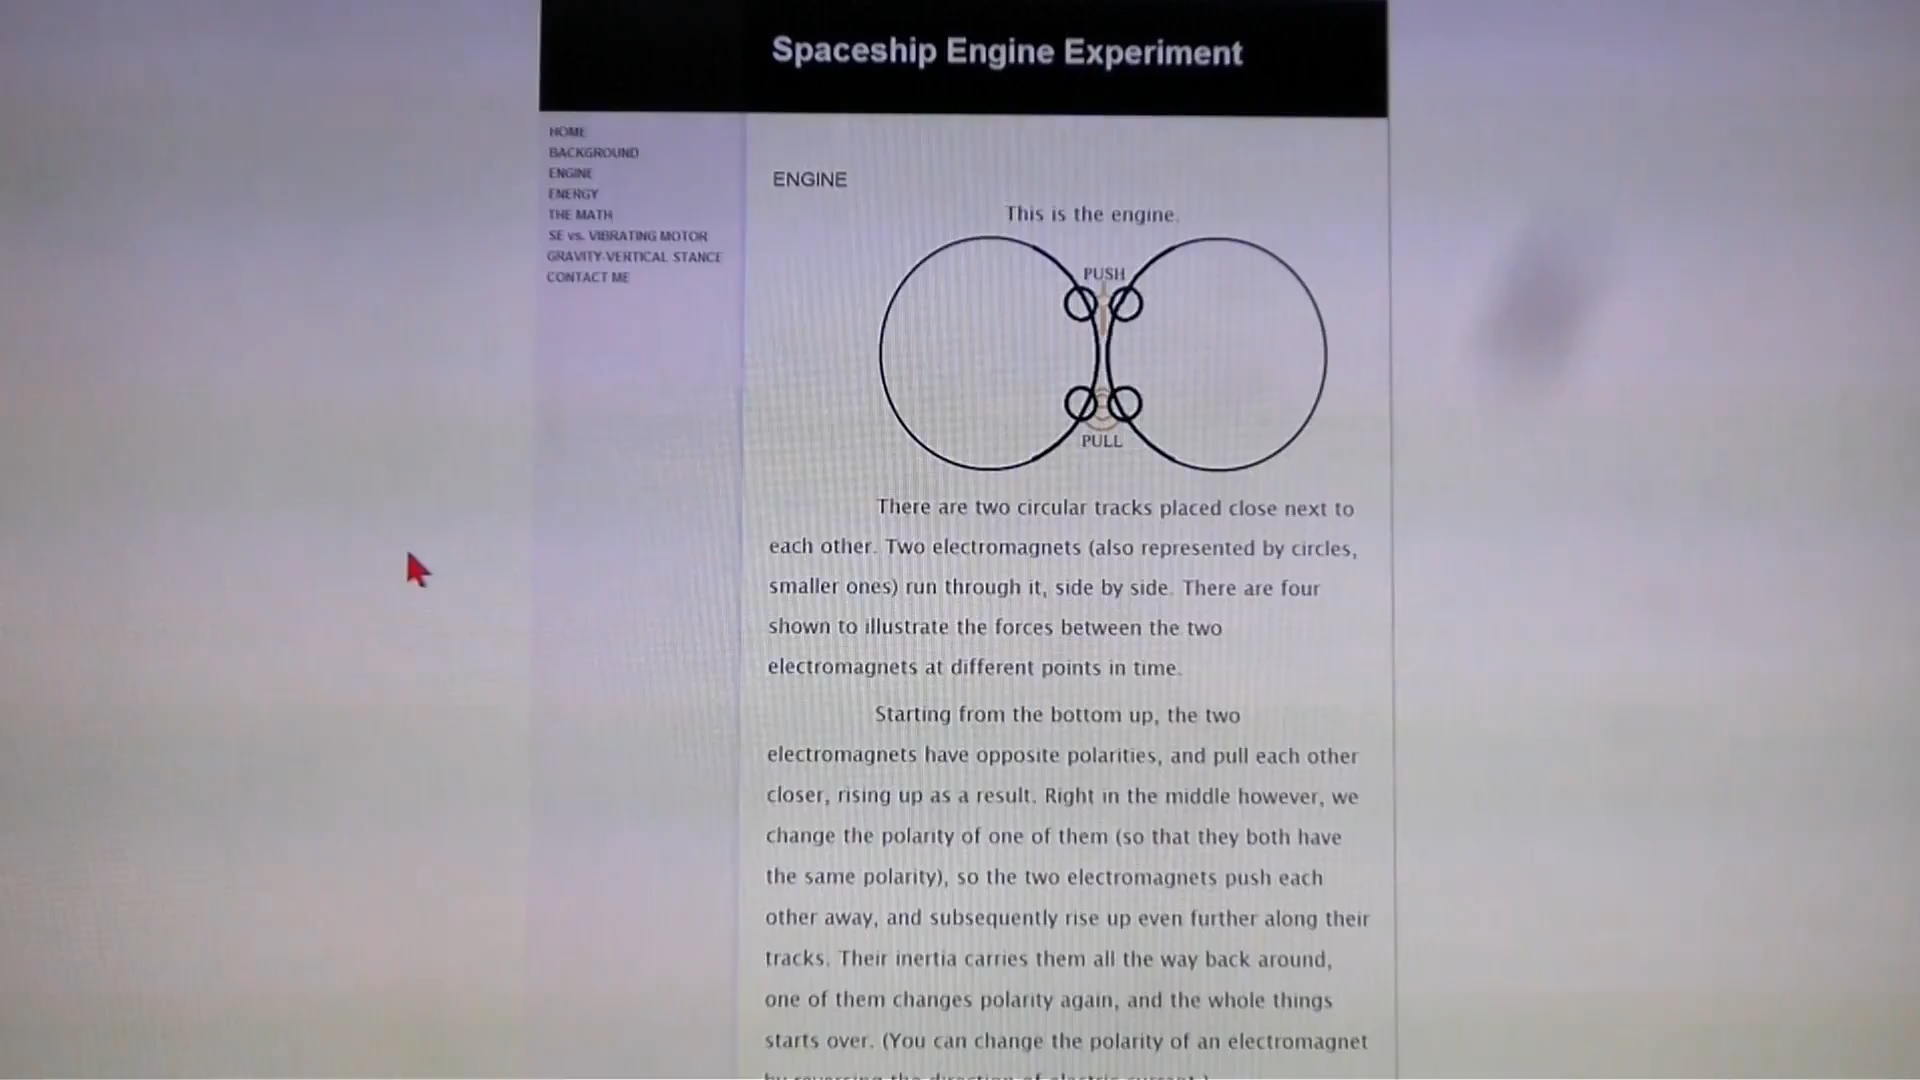 Spaceship Engine Experiment
HOME
BACKGROUND
ENGINE
ENERGY
THE MATH
SE vs. VIBRATING MOTOR
GRAVITY-VERTICAL STANCE
CONTACT ME
ENGINE
This is the engine.
PUSH
PULL
There are two circular tracks placed close next to
each other. Two electromagnets (also represented by circles,
smaller ones) run through it, side by side. There are four
shown to illustrate the forces between the two
electromagnets at different points in time.
Starting from the bottom up, the two
electromagnets have opposite polarities, and pull each other
closer, rising up as a result. Right in the middle however, we
change the polarity of one of them (so that they both have
the same polarity), so the two electromagnets push each
other away, and subsequently rise up even further along their
tracks. Their inertia carries them all the way back around,
one of them changes polarity again, and the whole things
starts over. (You can change the polarity of an electromagnet